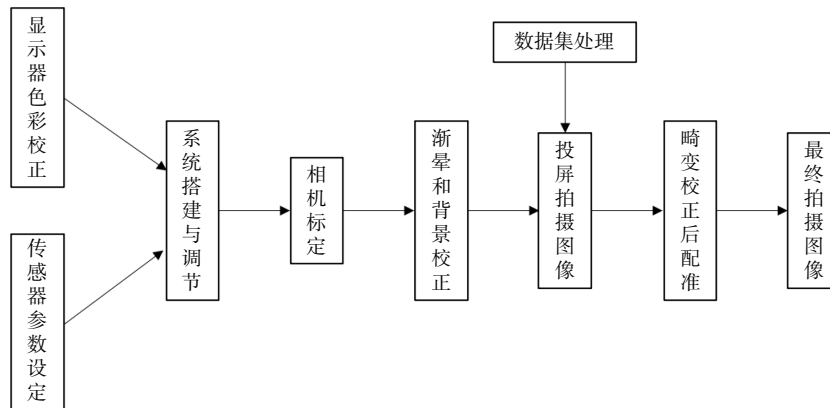 显示器色彩校正
传感器参数设定
系统搭建与调节
相机标定
渐晕和背景校正
数据集处理
投屏拍摄图像
畸变校正后配准
最终拍摄图像